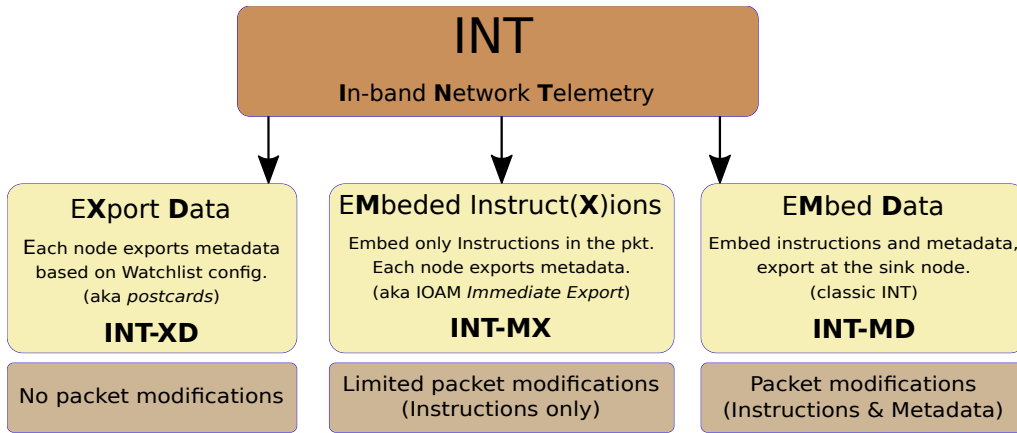 INT
In-band Network Telemetry
EXport Data
Each node exports metadata
based on Watchlist config.
(aka postcards)
INT-XD
No packet modifications
EMbeded Instruct(X)ions
Embed only Instructions in the pkt.
Each node exports metadata.
(aka IOAM Immediate Export)
INT-MX
Limited packet modifications
(Instructions only)
EMbed Data
Embed instructions and metadata,
export at the sink node.
(classic INT)
INT-MD
Packet modifications
(Instructions & Metadata)